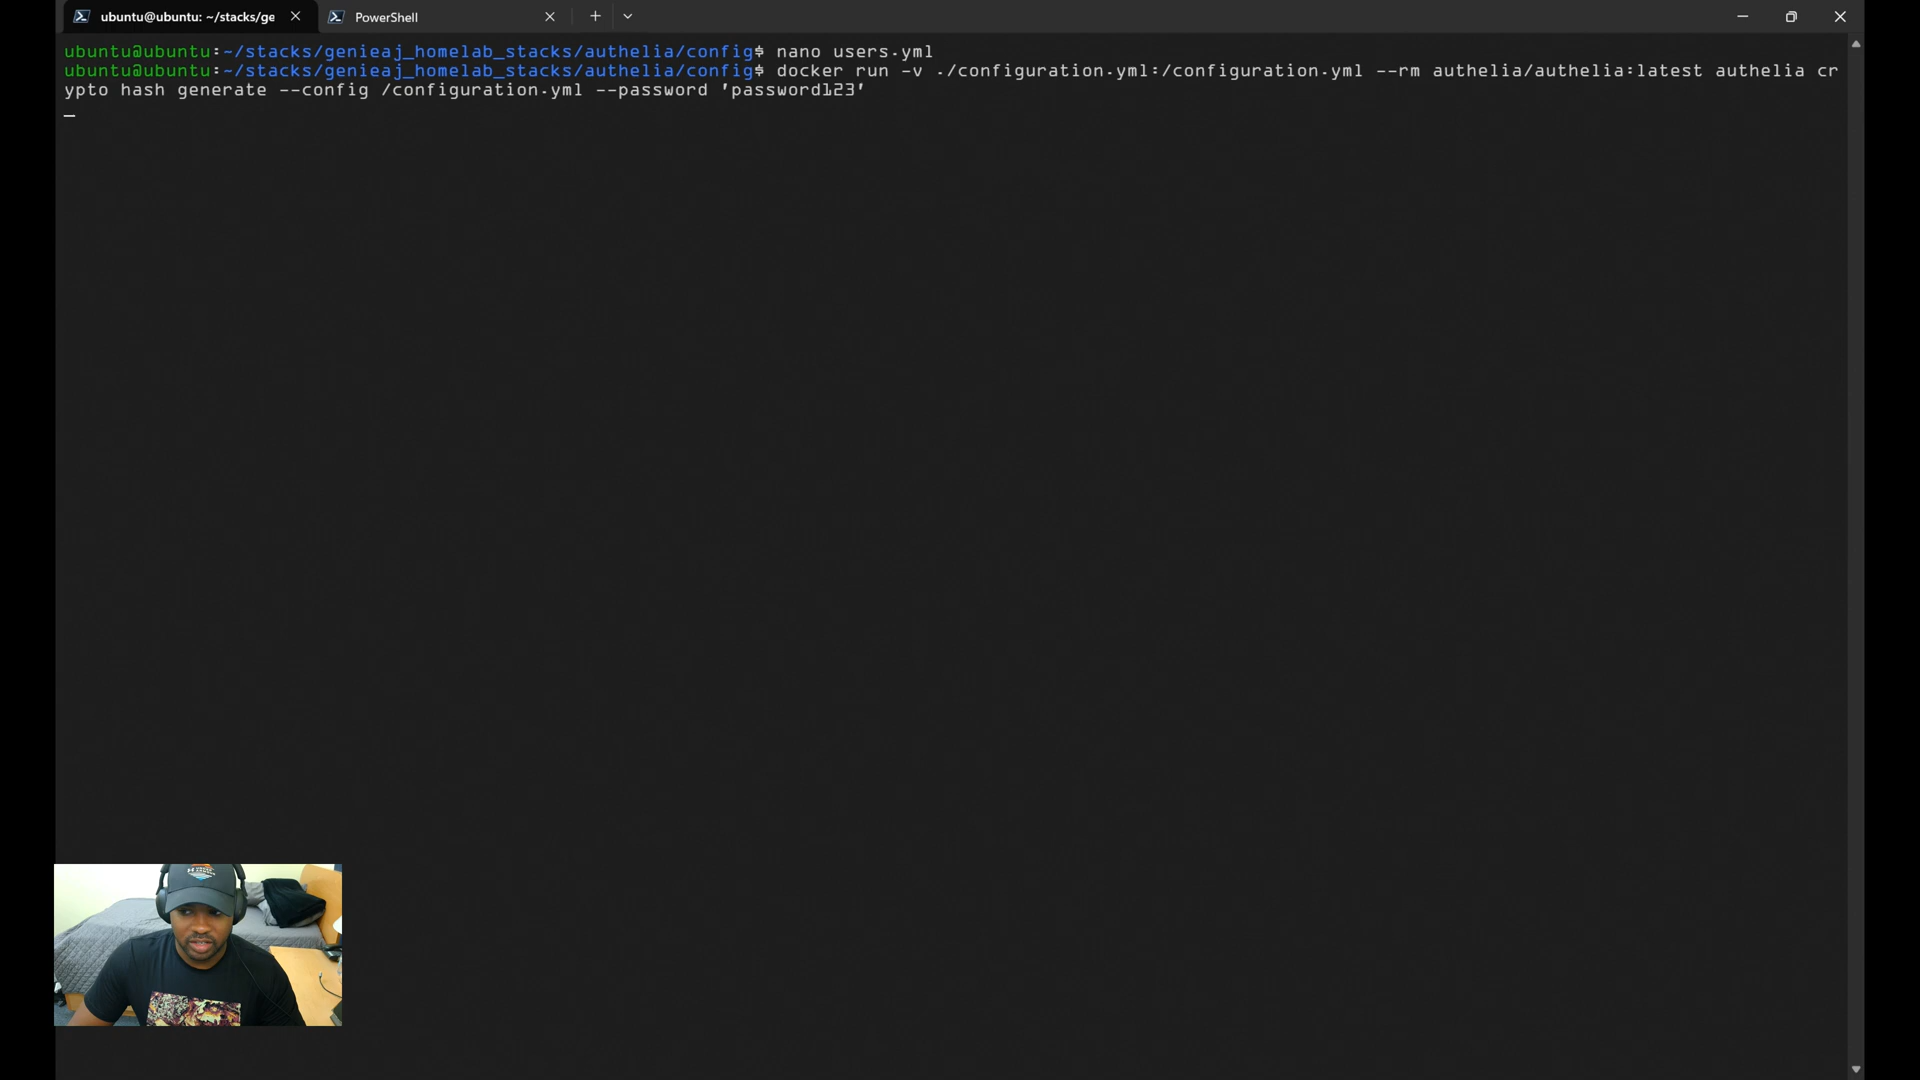 ubuntu@ubuntu: ~/stacks/ge
PowerShell
ubuntu@ubuntu:~/stacks/genieaj_homelab_stacks/authelia/config$ nano users.yml
ubuntu@ubuntu:~/stacks/genieaj_homelab_stacks/authelia/config$ docker run -v ./configuration.yml:/configuration.yml --rm authelia/authelia:latest authelia cr
ypto hash generate --config /configuration.yml --password 'password123'